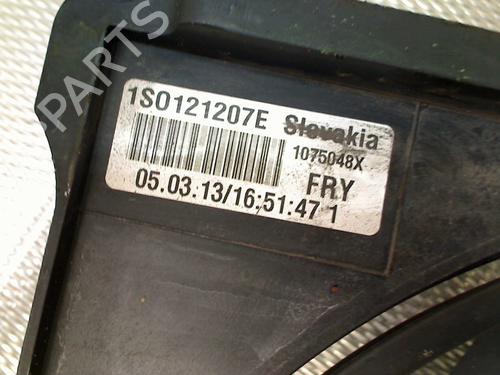 PARTS
1S0121207E Slovakia
1075048X
FRY
05.03.13/16:51:47 1